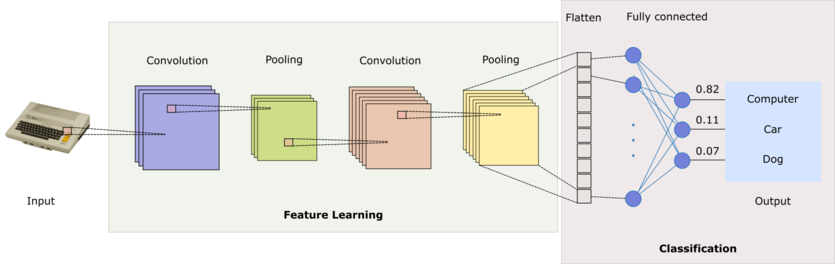 Flatten
Fully connected
Convolution
Pooling
Convolution
Pooling
0.82
Computer
0.11
Car
0.07
Dog
Input
Output
Feature Learning
Classification